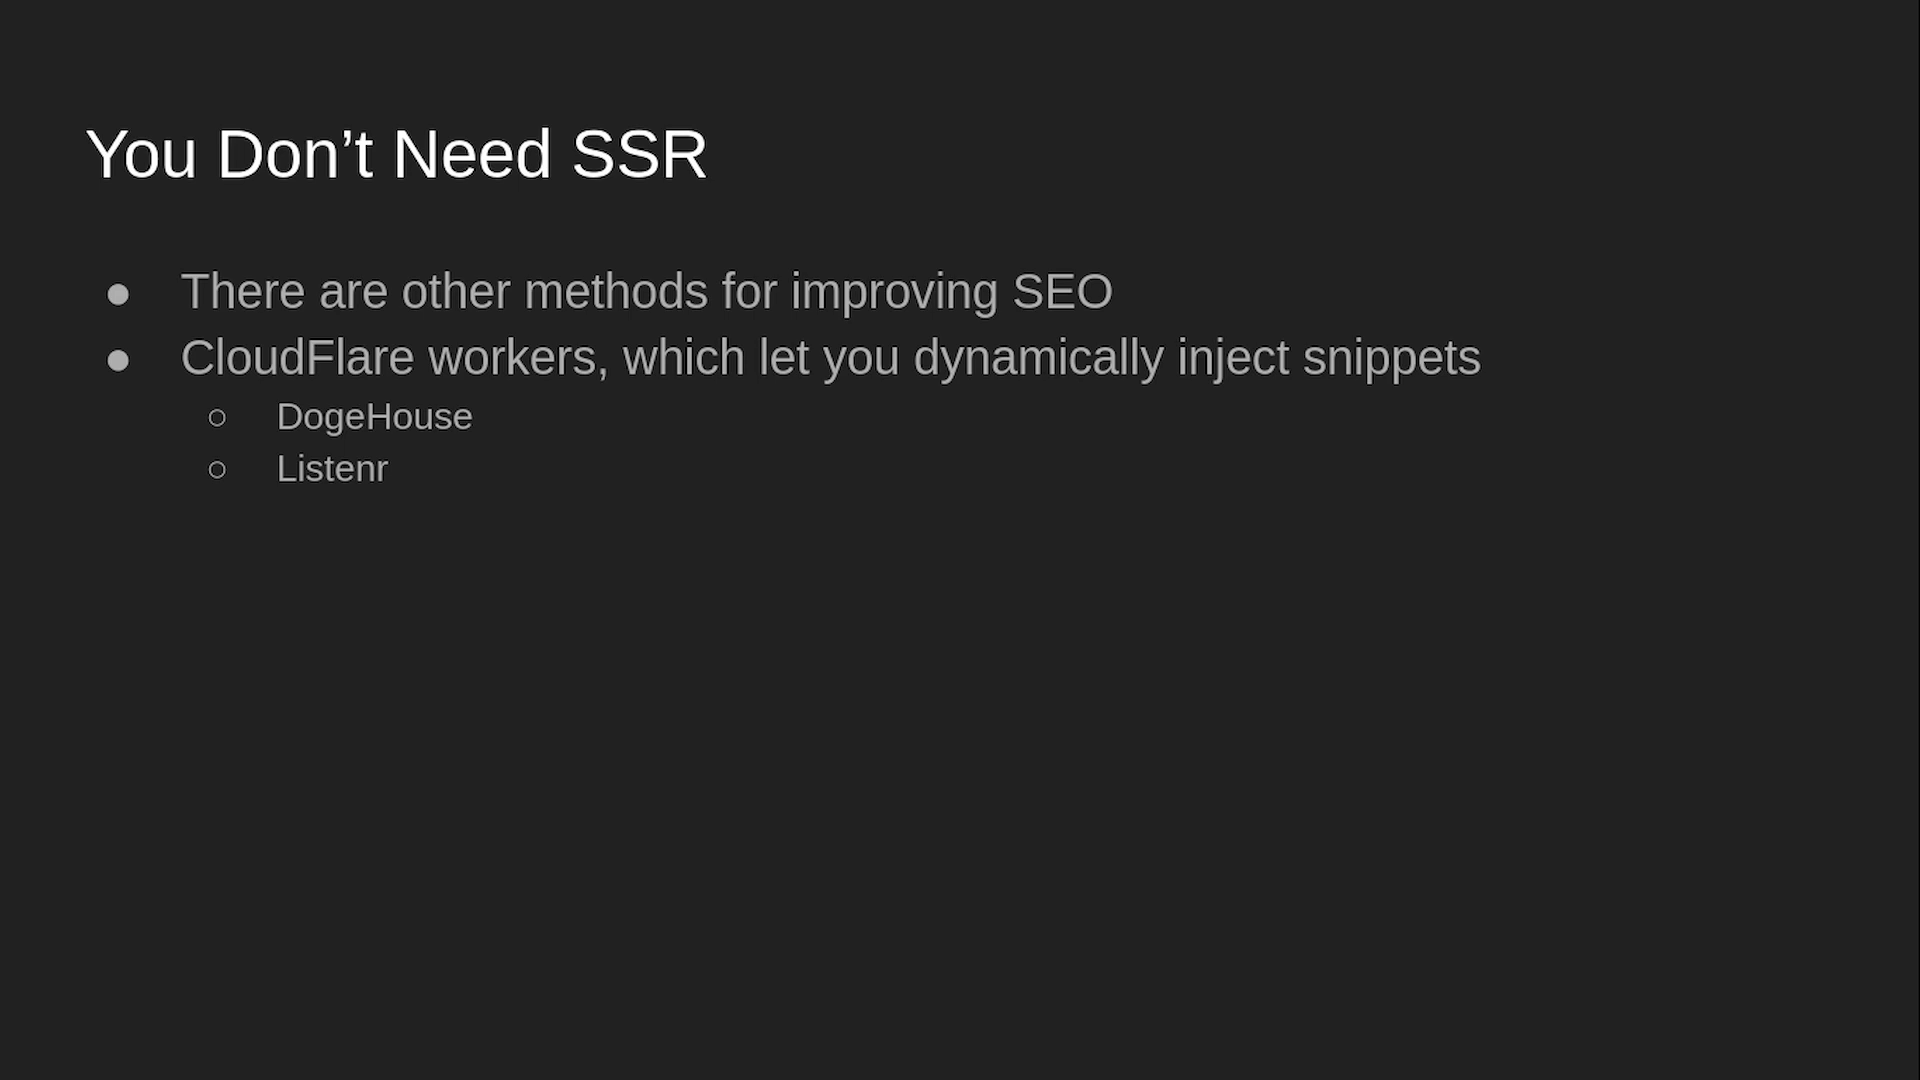 You Don’t Need SSR
● There are other methods for improving SEO
● CloudFlare workers, which let you dynamically inject snippets
○ DogeHouse
○ Listenr